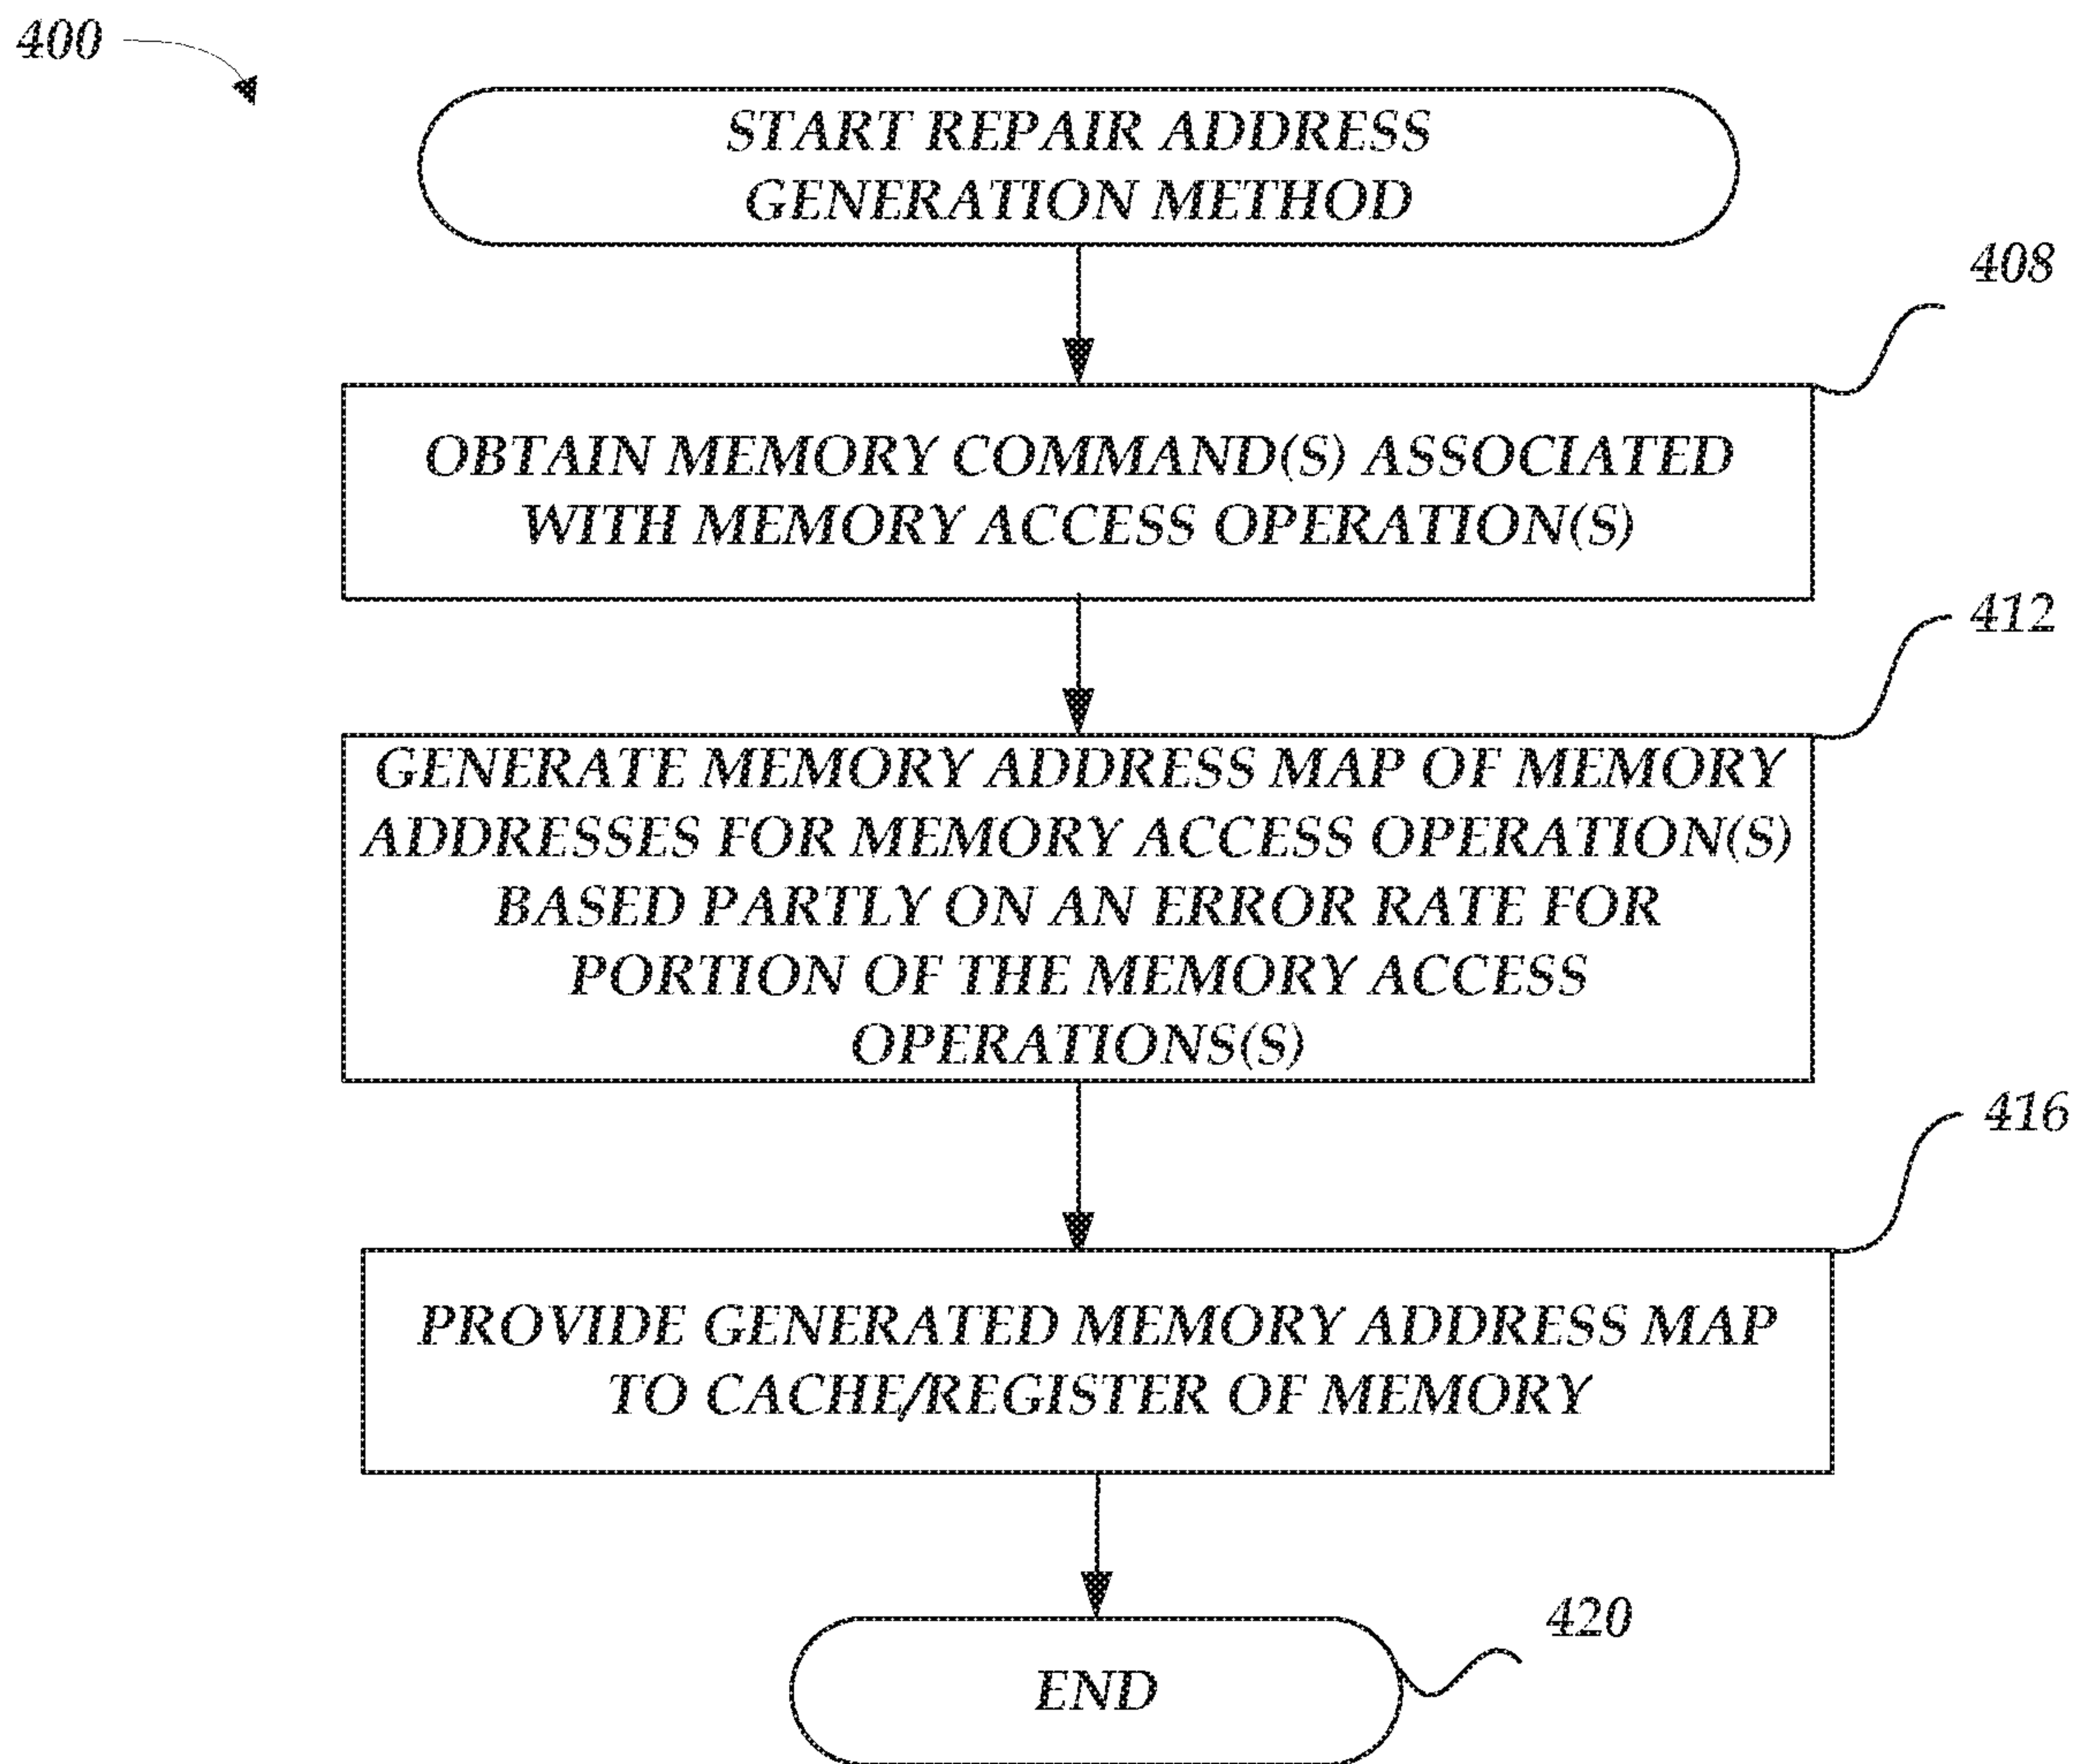 400
START REPAIR ADDRESS
GENERATION METHOD
408
OBTAIN MEMORY COMMAND(S) ASSOCIATED
WITH MEMORY ACCESS OPERATION(S)
412
GENERATE MEMORY ADDRESS MAP OF MEMORY
ADDRESSES FOR MEMORY ACCESS OPERATION(S)
BASED PARTLY ON AN ERROR RATE FOR
PORTION OF THE MEMORY ACCESS
OPERATIONS(S)
416
PROVIDE GENERATED MEMORY ADDRESS MAP
TO CACHE/REGISTER OF MEMORY
420
END